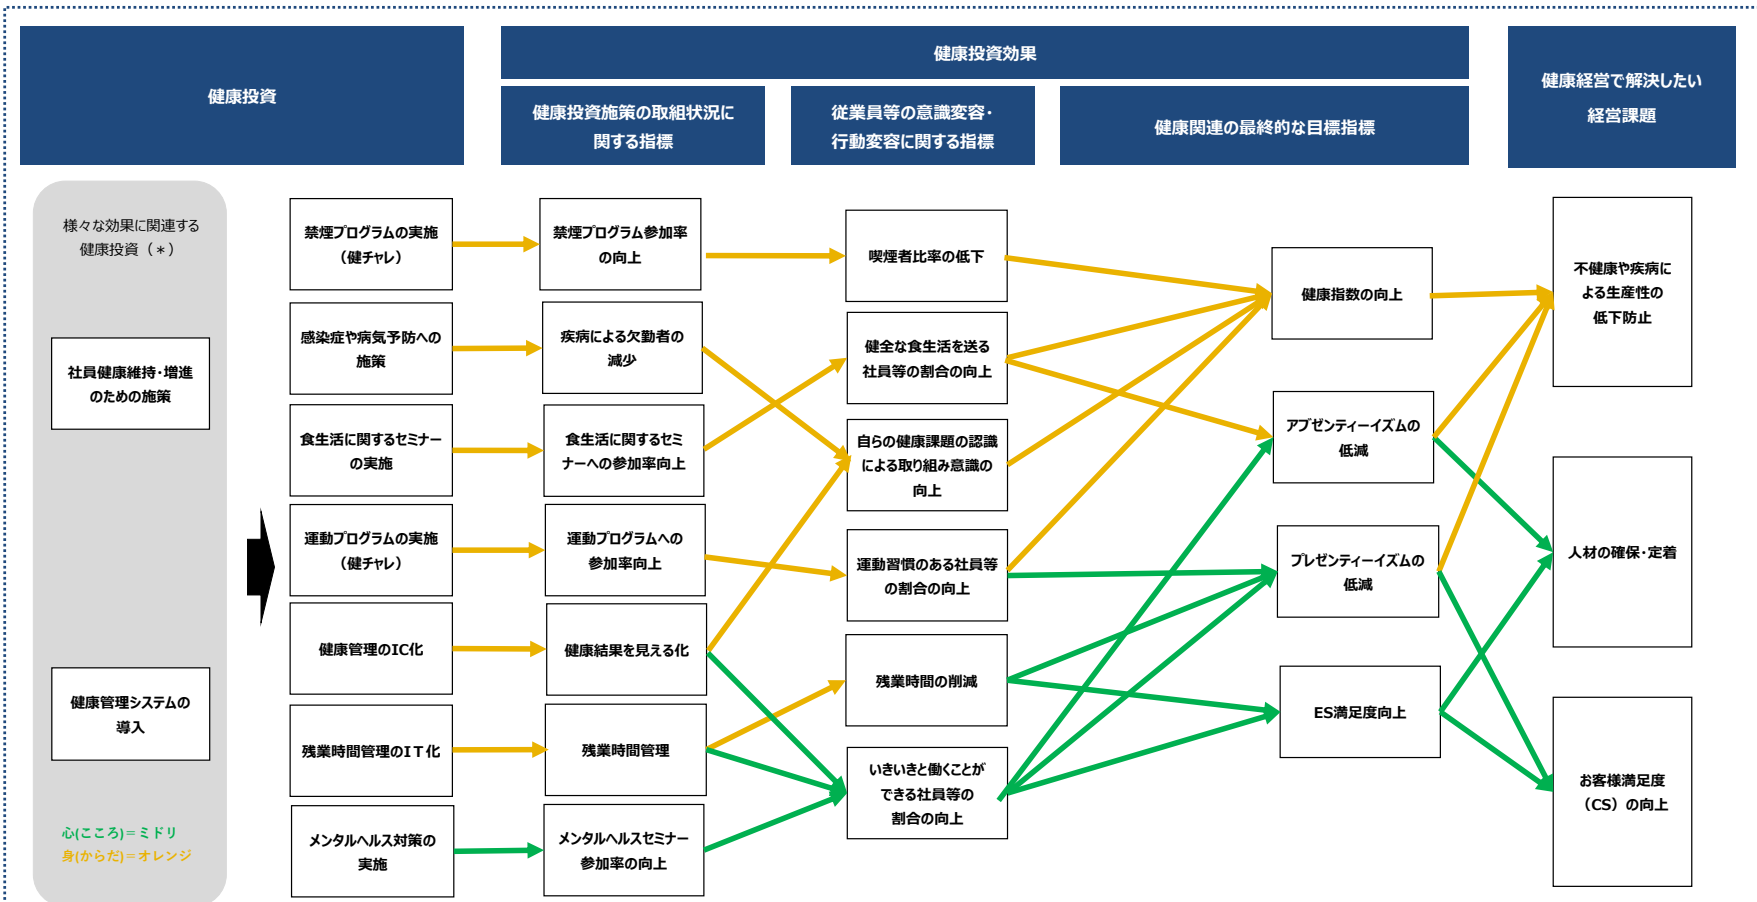 健康投資
健康投資効果
健康経営で解決したい
経営課題
健康投資施策の取組状況に
関する指標
従業員等の意識変容・
行動変容に関する指標
健康関連の最終的な目標指標
様々な効果に関連する
健康投資（＊）
社員健康維持・増進
のための施策
健康管理システムの
導入
心(こころ)＝ミドリ
身(からだ)＝オレンジ
禁煙プログラムの実施
（健チャレ）
感染症や病気予防への
施策
食生活に関するセミナー
の実施
運動プログラムの実施
（健チャレ）
健康管理のIC化
残業時間管理のIT化
メンタルヘルス対策の
実施
禁煙プログラム参加率
の向上
疾病による欠勤者の
減少
食生活に関するセミ
ナーへの参加率向上
運動プログラムへの
参加率向上
健康結果を見える化
残業時間管理
メンタルヘルスセミナー
参加率の向上
喫煙者比率の低下
健全な食生活を送る
社員等の割合の向上
自らの健康課題の認識
による取り組み意識の
向上
運動習慣のある社員等
の割合の向上
残業時間の削減
いきいきと働くことが
できる社員等の
割合の向上
健康指数の向上
アブゼンティーイズムの
低減
プレゼンティーイズムの
低減
ES満足度向上
不健康や疾病に
よる生産性の
低下防止
人材の確保・定着
お客様満足度
（CS）の向上